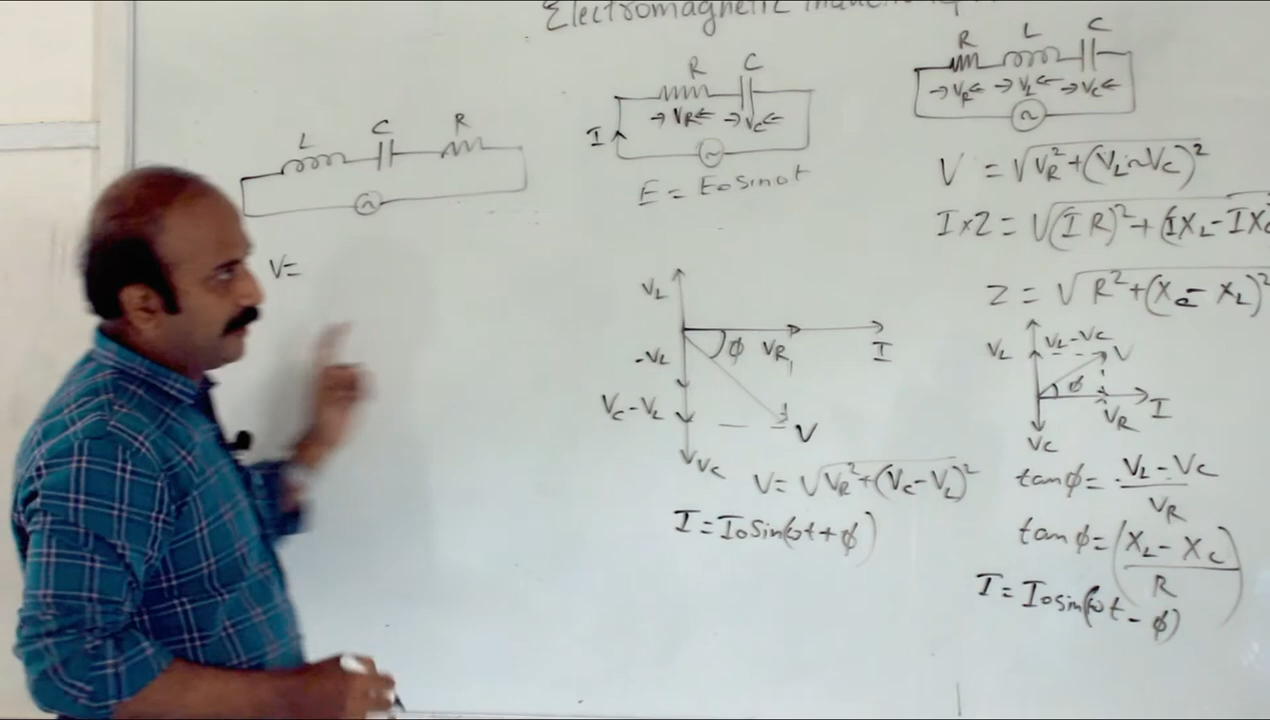 Electromagnetic
L C R
V=
R C
→VR← →VC←
I
E = E0 sin ωt
VL
φ VR I
-VL
VC-VL
V
VC
V= √VR²+(VC-VL)²
I = I0 sin(ωt+φ)
R L C
→VR← →VL← →VC←
V = √VR²+(VL~VC)²
I×Z = √(IR)²+(IXL-IXC
Z = √R²+(XC-XL)²
VL VL-VC V
φ
VR I
VC
tanφ= VL-VC
VR
tanφ= (XL-XC)
R
I= I0 sin(ωt-φ)